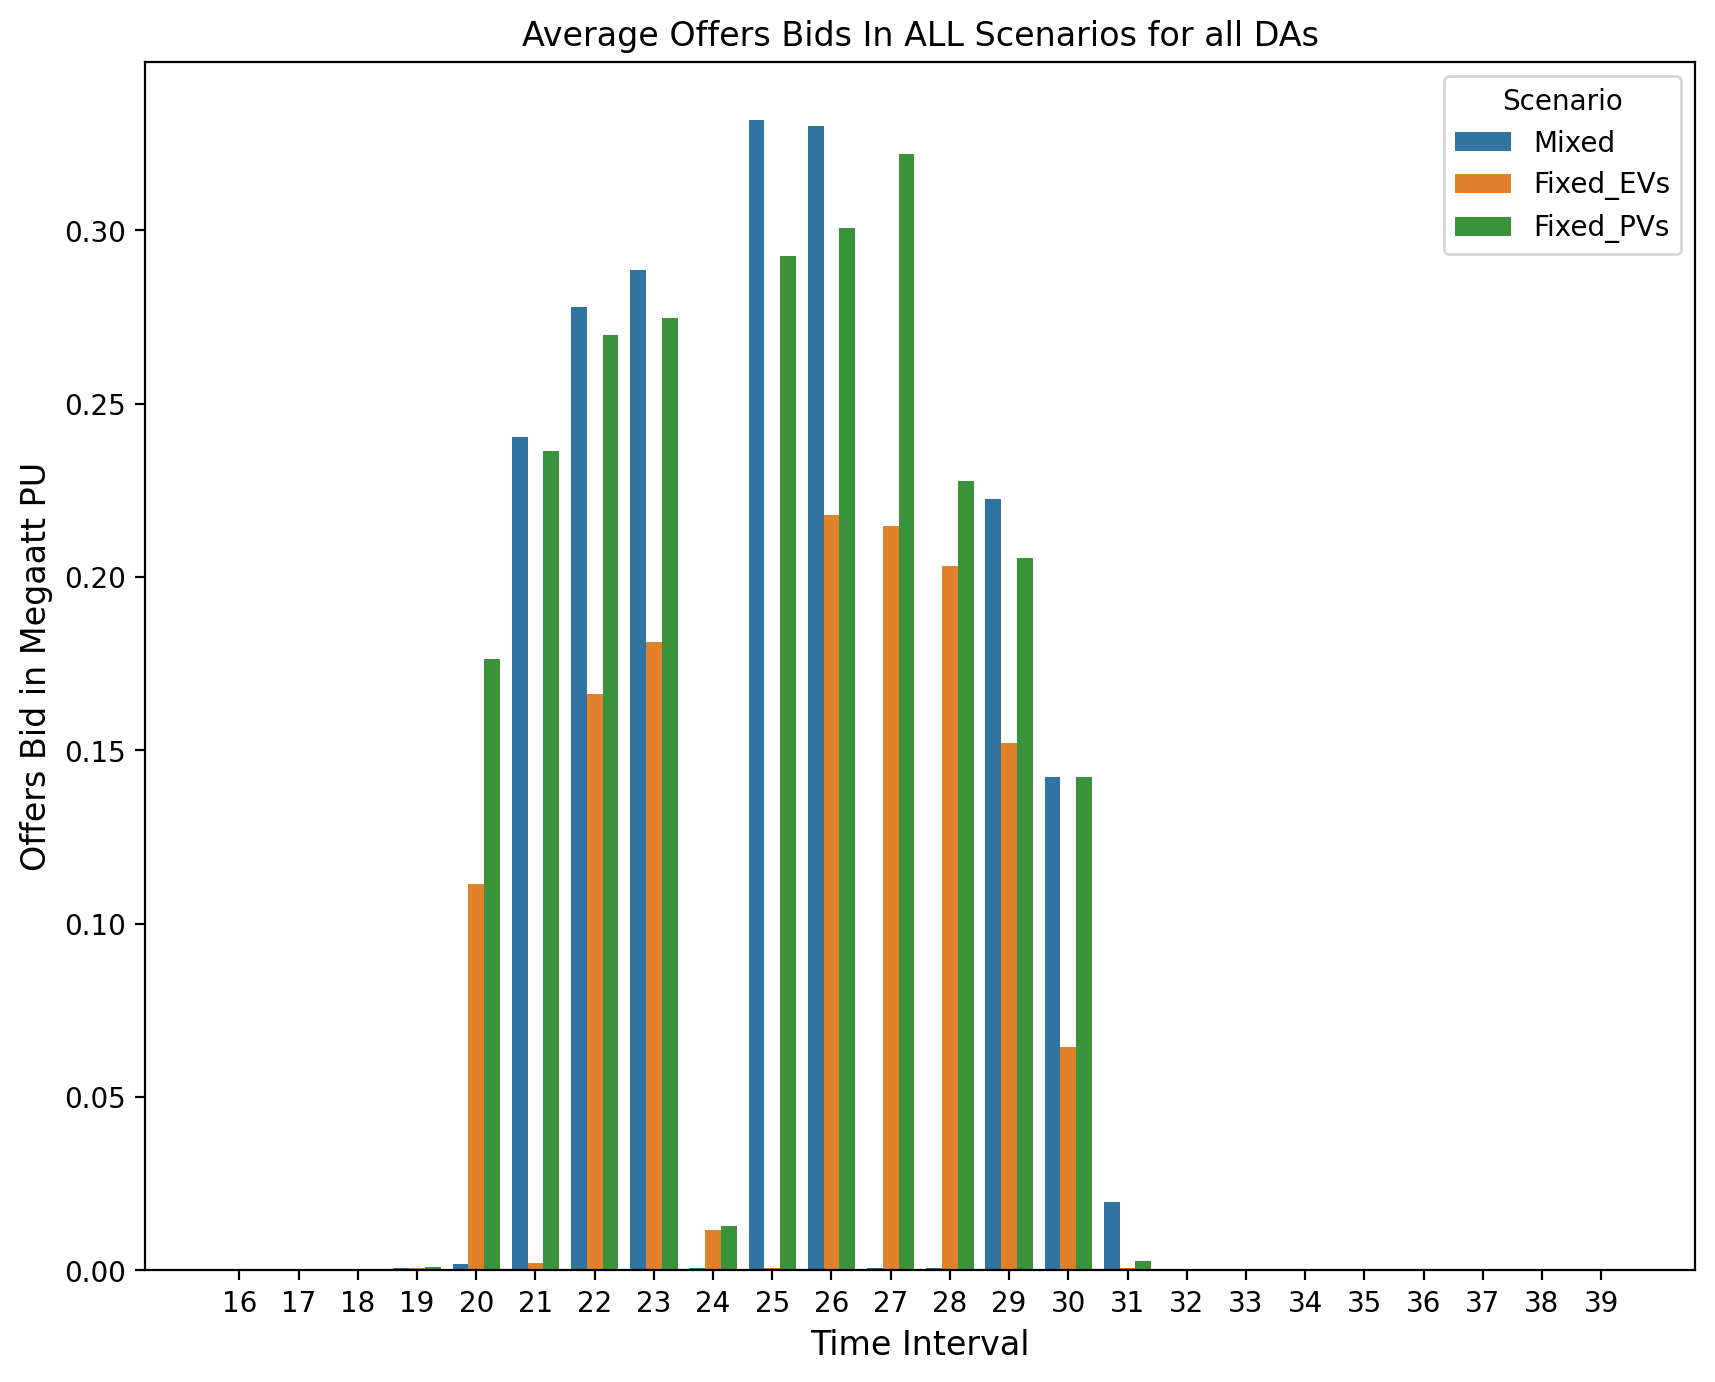 Average Offers Bids In ALL Scenarios for all DAs
Scenario
Mixed
Fixed_EVs
Fixed_PVs
Offers Bid in Megaatt PU
0.30
0.25
0.20
0.15
0.10
0.05
0.00
16 17 18 19 20 21 22 23 24 25 26 27 28 29 30 31 32 33 34 35 36 37 38 39
Time Interval